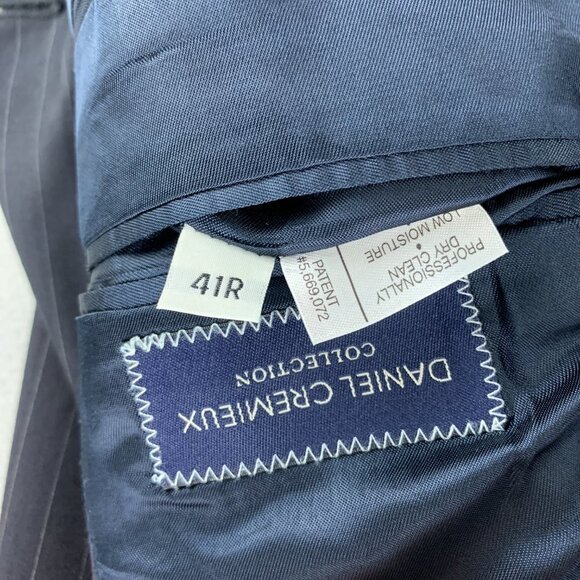 41R
PROFESSIONALLY
DRY CLEAN
•
LOW MOISTURE
PATENT
#5,669,072
DANIEL CREMIEUX
COLLECTION